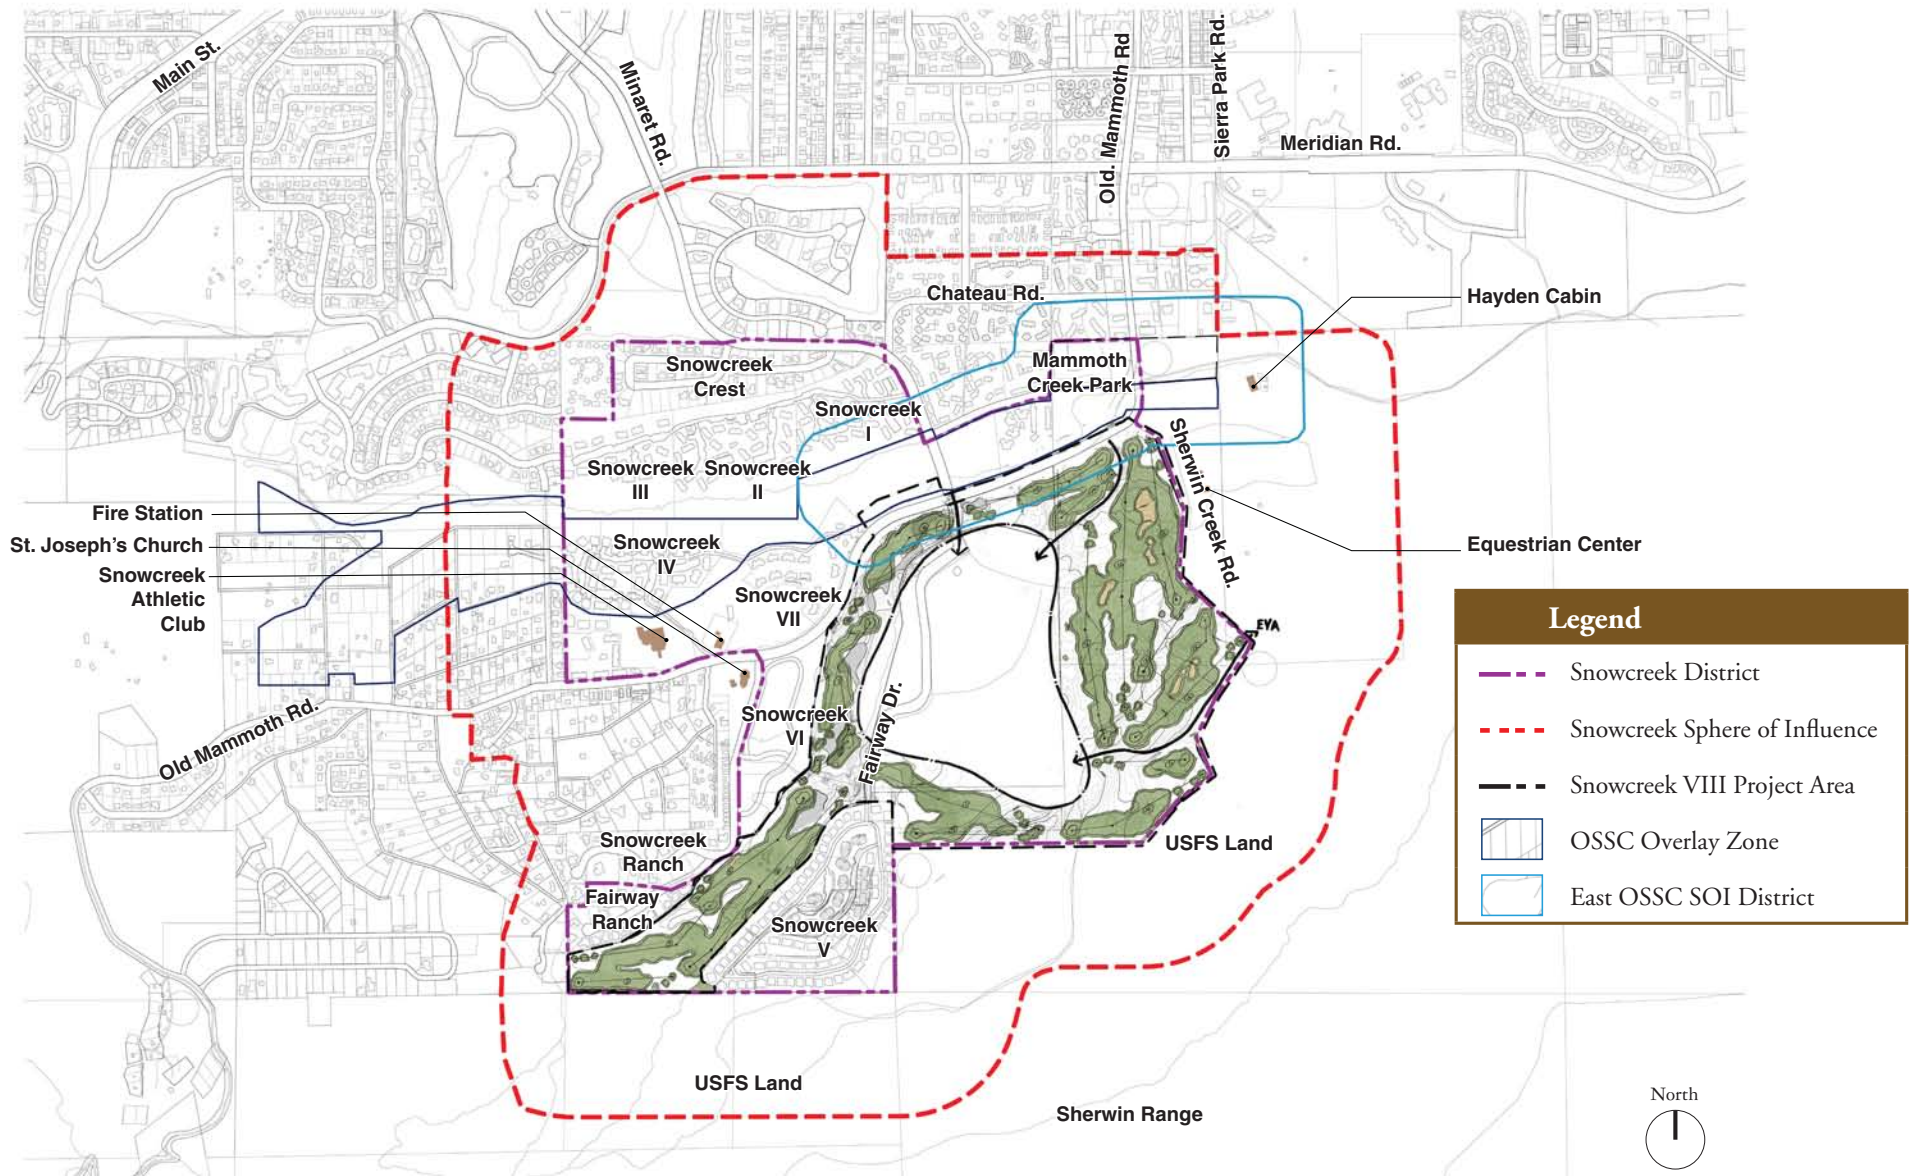 Main St.
Minaret Rd.
Old. Mammoth Rd
Sierra Park Rd.
Meridian Rd.
Chateau Rd.
Hayden Cabin
Snowcreek
Crest
Mammoth
Creek Park
Snowcreek
I
Snowcreek
III
Snowcreek
II
Sherwin Creek Rd.
Fire Station
St. Joseph's Church
Snowcreek
Athletic
Club
Snowcreek
IV
Equestrian Center
Snowcreek
VII
EVA
Legend
Snowcreek District
Snowcreek Sphere of Influence
Snowcreek VIII Project Area
OSSC Overlay Zone
East OSSC SOI District
Old Mammoth Rd.
Snowcreek
VI
Fairway Dr.
Snowcreek
Ranch
USFS Land
Fairway
Ranch
Snowcreek
V
USFS Land
Sherwin Range
North